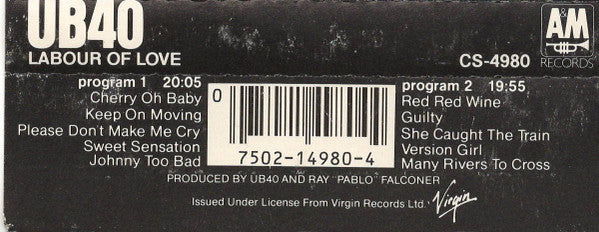 UB40
LABOUR OF LOVE
CS-4980
A&M
RECORDS
program 1 20:05
Cherry Oh Baby
Keep On Moving
Please Don't Make Me Cry
Sweet Sensation
Johnny Too Bad
0
7502-14980-4
program 2 19:55
Red Red Wine
Guilty
She Caught The Train
Version Girl
Many Rivers To Cross
PRODUCED BY UB40 AND RAY "PABLO" FALCONER
Issued Under License From Virgin Records Ltd.
Virgin